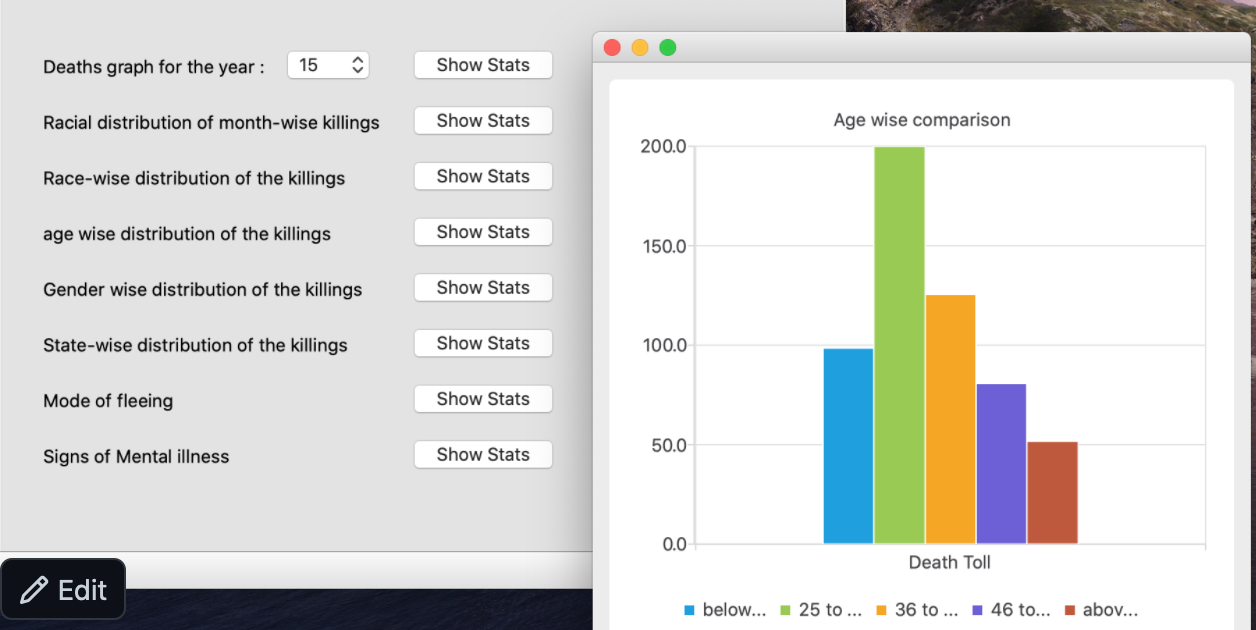 Deaths graph for the year :
15
Show Stats
Racial distribution of month-wise killings
Show Stats
Race-wise distribution of the killings
Show Stats
age wise distribution of the killings
Show Stats
Gender wise distribution of the killings
Show Stats
State-wise distribution of the killings
Show Stats
Mode of fleeing
Show Stats
Signs of Mental illness
Show Stats
Edit
Age wise comparison
200.0
150.0
100.0
50.0
0.0
Death Toll
below... 25 to ... 36 to ... 46 to... abov...